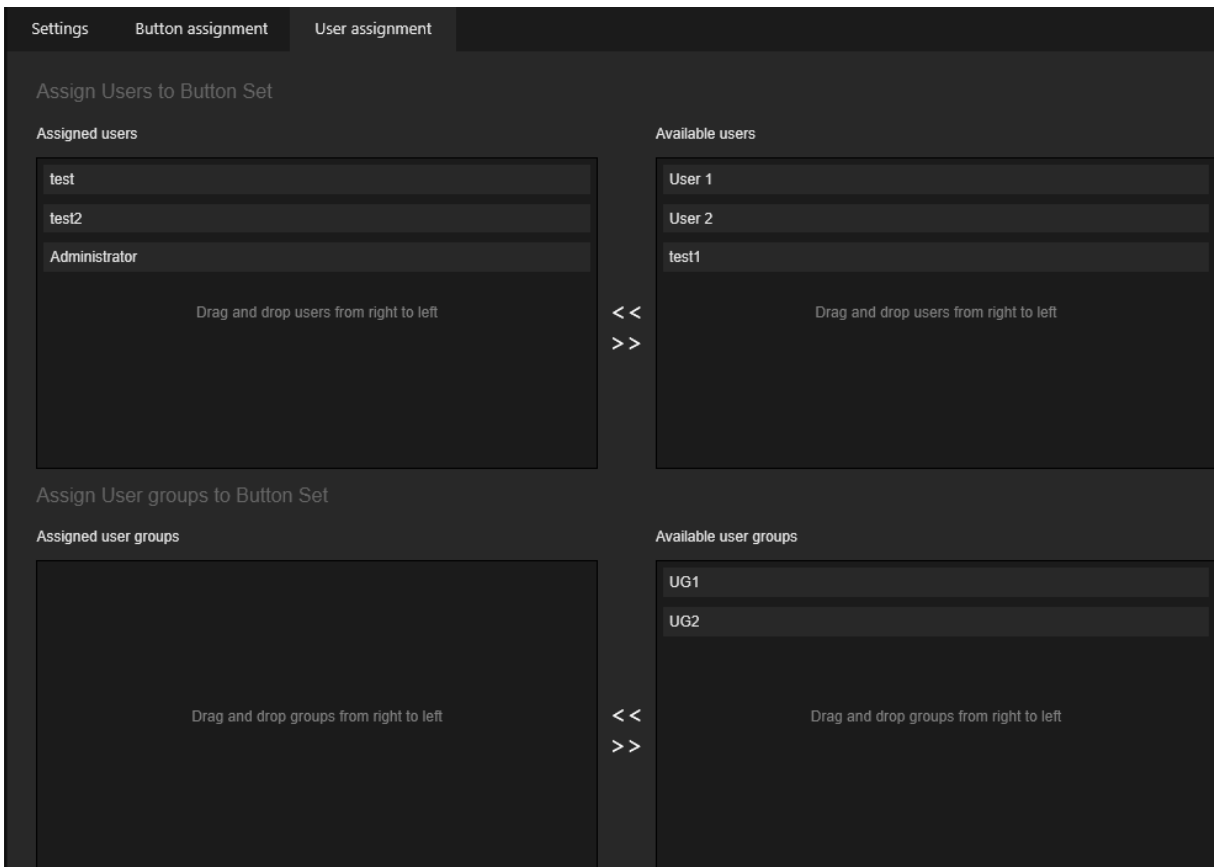 Settings Button assignment User assignment
Assign Users to Button Set
Assigned users
test
test2
Administrator
Drag and drop users from right to left
<<
>>
Available users
User 1
User 2
test1
Drag and drop users from right to left
Assign User groups to Button Set
Assigned user groups
Drag and drop groups from right to left
<<
>>
Available user groups
UG1
UG2
Drag and drop groups from right to left